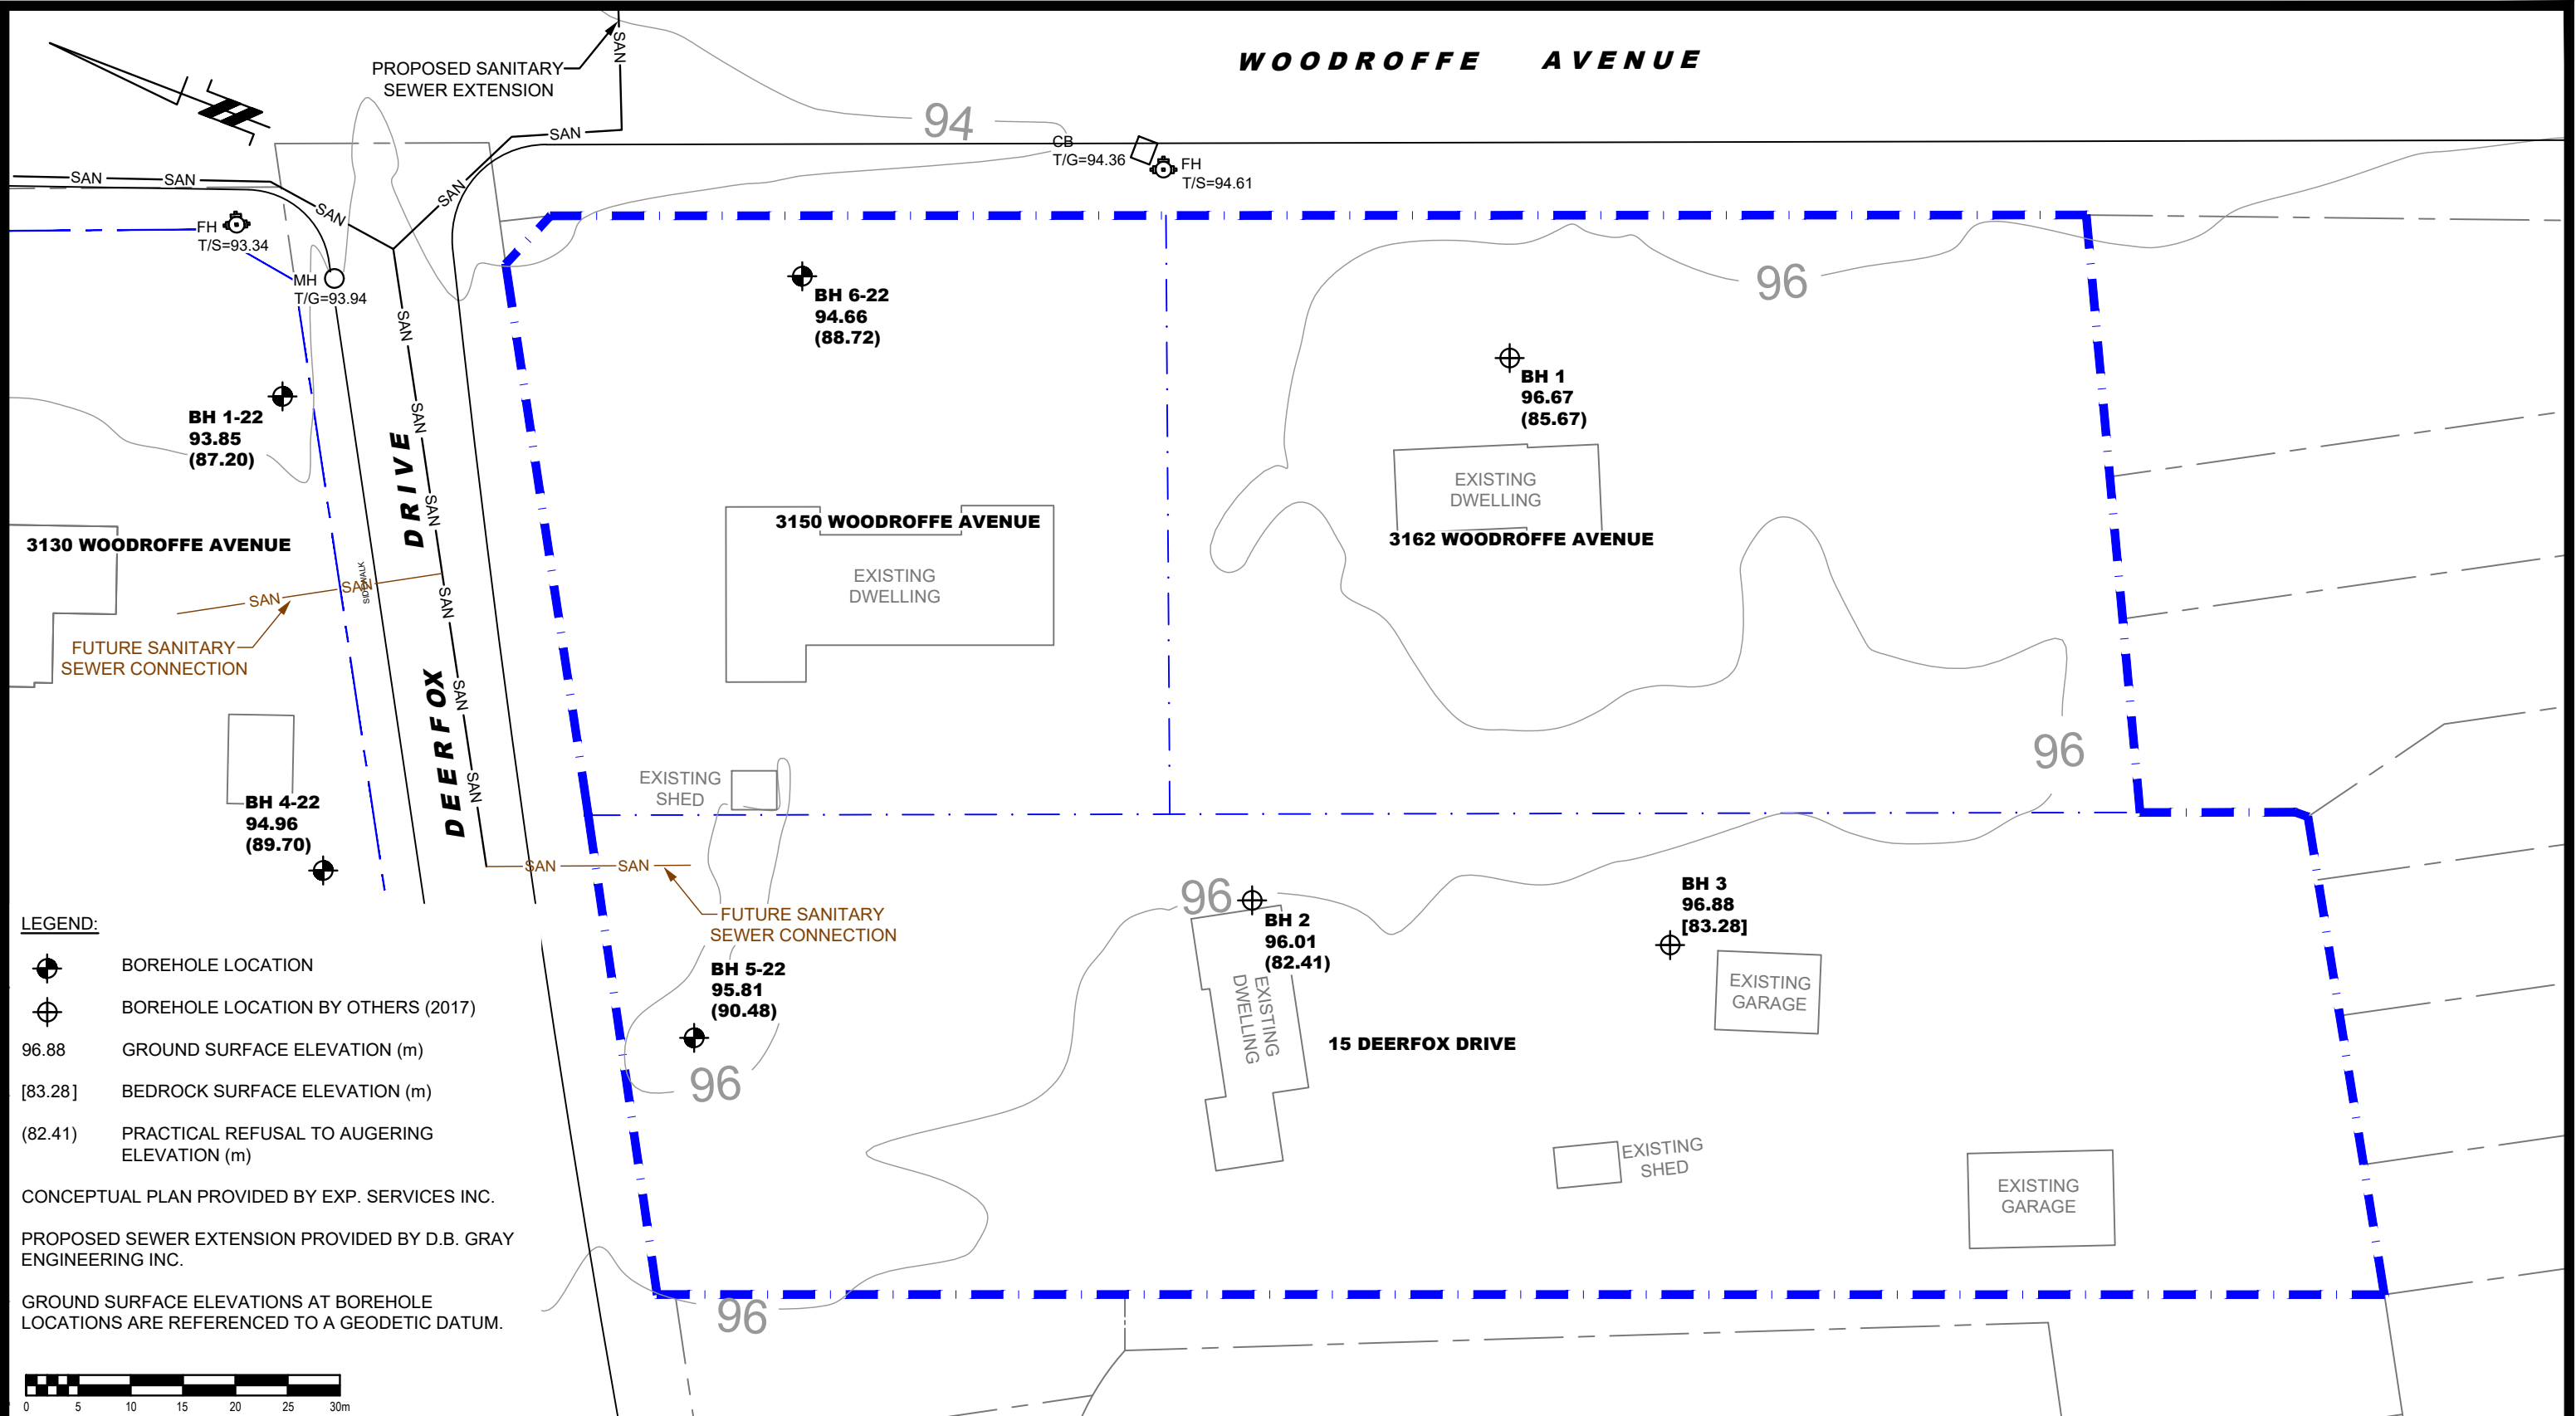 WOODROFFE AVENUE
PROPOSED SANITARY
SEWER EXTENSION
SAN
SAN
94
CB
T/G=94.36
FH
T/S=94.61
SAN
SAN
SAN
SAN
FH
T/S=93.34
MH
T/G=93.94
96
BH 6-22
94.66
(88.72)
SAN
BH 1
96.67
(85.67)
BH 1-22
93.85
(87.20)
SAN
DEERFOX DRIVE
SAN
EXISTING
DWELLING
3150 WOODROFFE AVENUE
3162 WOODROFFE AVENUE
3130 WOODROFFE AVENUE
EXISTING
DWELLING
SIDEWALK
SAN
SAN
SAN
FUTURE SANITARY
SEWER CONNECTION
SAN
96
SAN
EXISTING
SHED
BH 4-22
94.96
(89.70)
SAN
SAN
FUTURE SANITARY
SEWER CONNECTION
96
BH 2
96.01
(82.41)
BH 3
96.88
[83.28]
BH 5-22
95.81
(90.48)
EXISTING
DWELLING
EXISTING
GARAGE
15 DEERFOX DRIVE
96
EXISTING
SHED
EXISTING
GARAGE
96
LEGEND:
BOREHOLE LOCATION
BOREHOLE LOCATION BY OTHERS (2017)
96.88 GROUND SURFACE ELEVATION (m)
[83.28] BEDROCK SURFACE ELEVATION (m)
(82.41) PRACTICAL REFUSAL TO AUGERING
ELEVATION (m)
CONCEPTUAL PLAN PROVIDED BY EXP. SERVICES INC.
PROPOSED SEWER EXTENSION PROVIDED BY D.B. GRAY
ENGINEERING INC.
GROUND SURFACE ELEVATIONS AT BOREHOLE
LOCATIONS ARE REFERENCED TO A GEODETIC DATUM.
0 5 10 15 20 25 30m